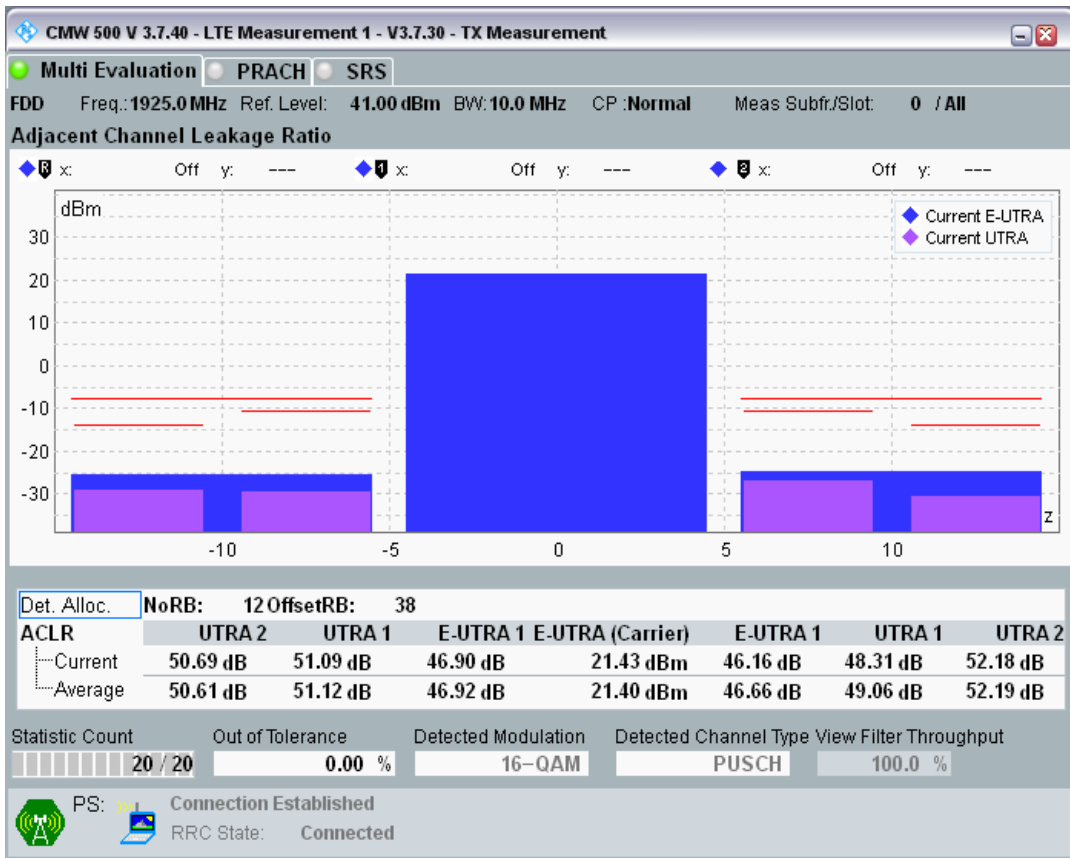 CMW 500 V 3.7.40 - LTE Measurement 1 - V3.7.30 - TX Measurement
Multi Evaluation PRACH SRS
FDD Freq.: 1925.0 MHz Ref. Level: 41.00 dBm BW: 10.0 MHz CP : Normal Meas Subfr./Slot: 0 / All
Adjacent Channel Leakage Ratio
R x: Off y: --- 1 x: Off y: --- 2 x: Off y: ---
dBm
Current E-UTRA
Current UTRA
30
20
10
0
-10
-20
-30
z
-10 -5 0 5 10
Det. Alloc. NoRB: 12 OffsetRB: 38
ACLR UTRA 2 UTRA 1 E-UTRA 1 E-UTRA (Carrier) E-UTRA 1 UTRA 1 UTRA 2
Current 50.69 dB 51.09 dB 46.90 dB 21.43 dBm 46.16 dB 48.31 dB 52.18 dB
Average 50.61 dB 51.12 dB 46.92 dB 21.40 dBm 46.66 dB 49.06 dB 52.19 dB
Statistic Count Out of Tolerance Detected Modulation Detected Channel Type View Filter Throughput
20 / 20 0.00 % 16-QAM PUSCH 100.0 %
PS: Connection Established
RRC State: Connected